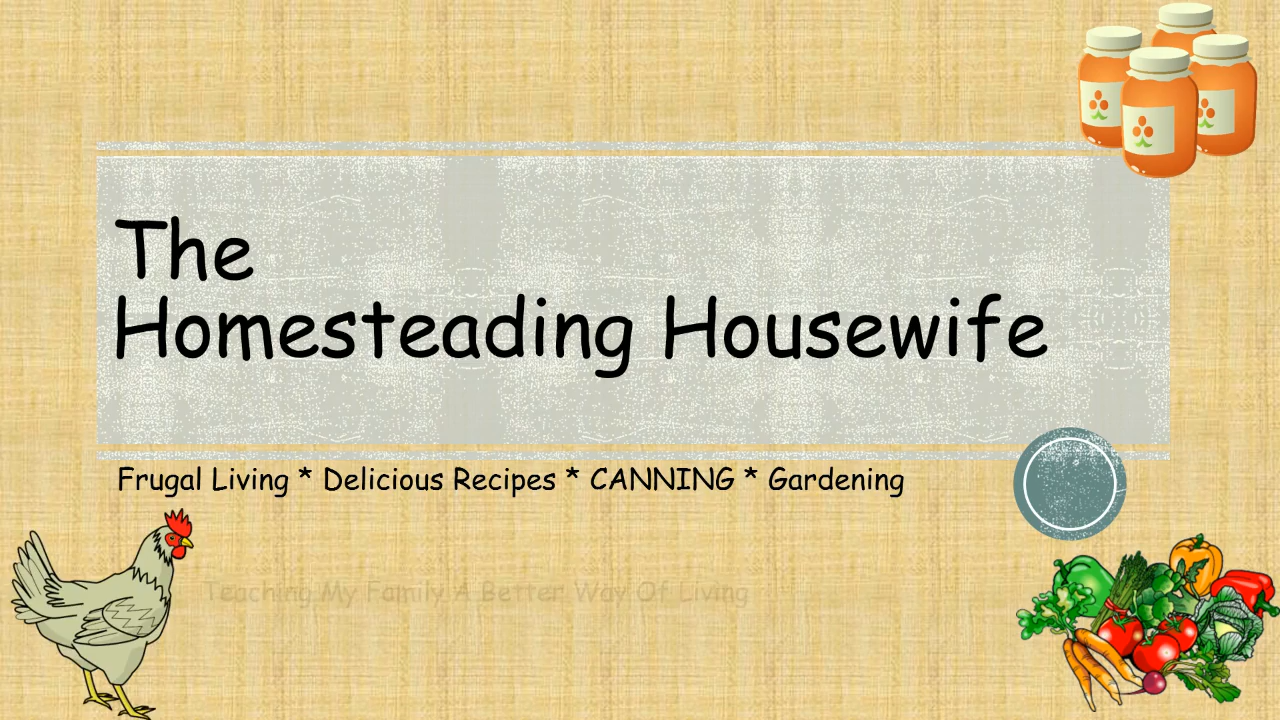 The
Homesteading Housewife
Frugal Living * Delicious Recipes * CANNING * Gardening
Teaching My Family A Better Way Of Living